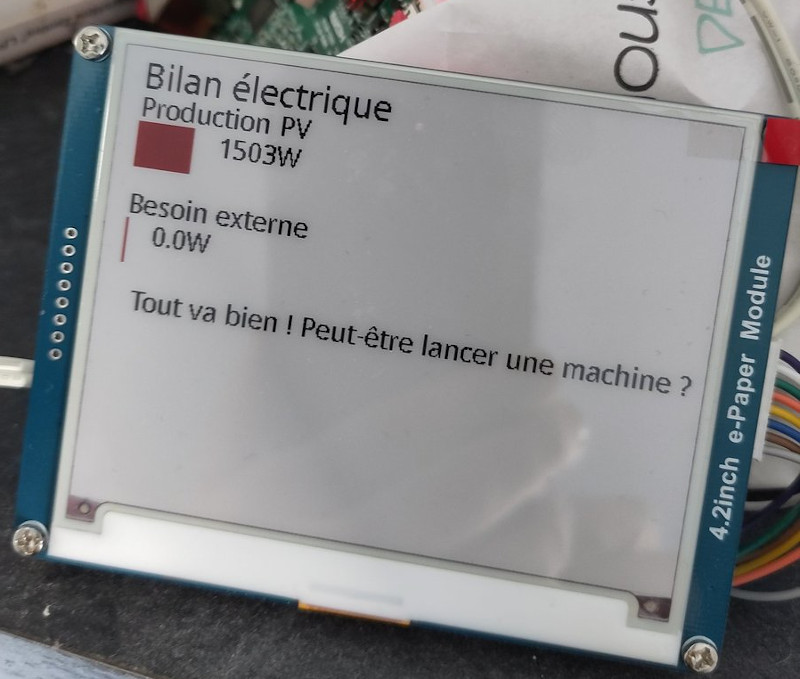 Bilan électrique
Production PV
1503W
Besoin externe
0.0W
Tout va bien ! Peut-être lancer une machine ?
4.2inch e-Paper Module